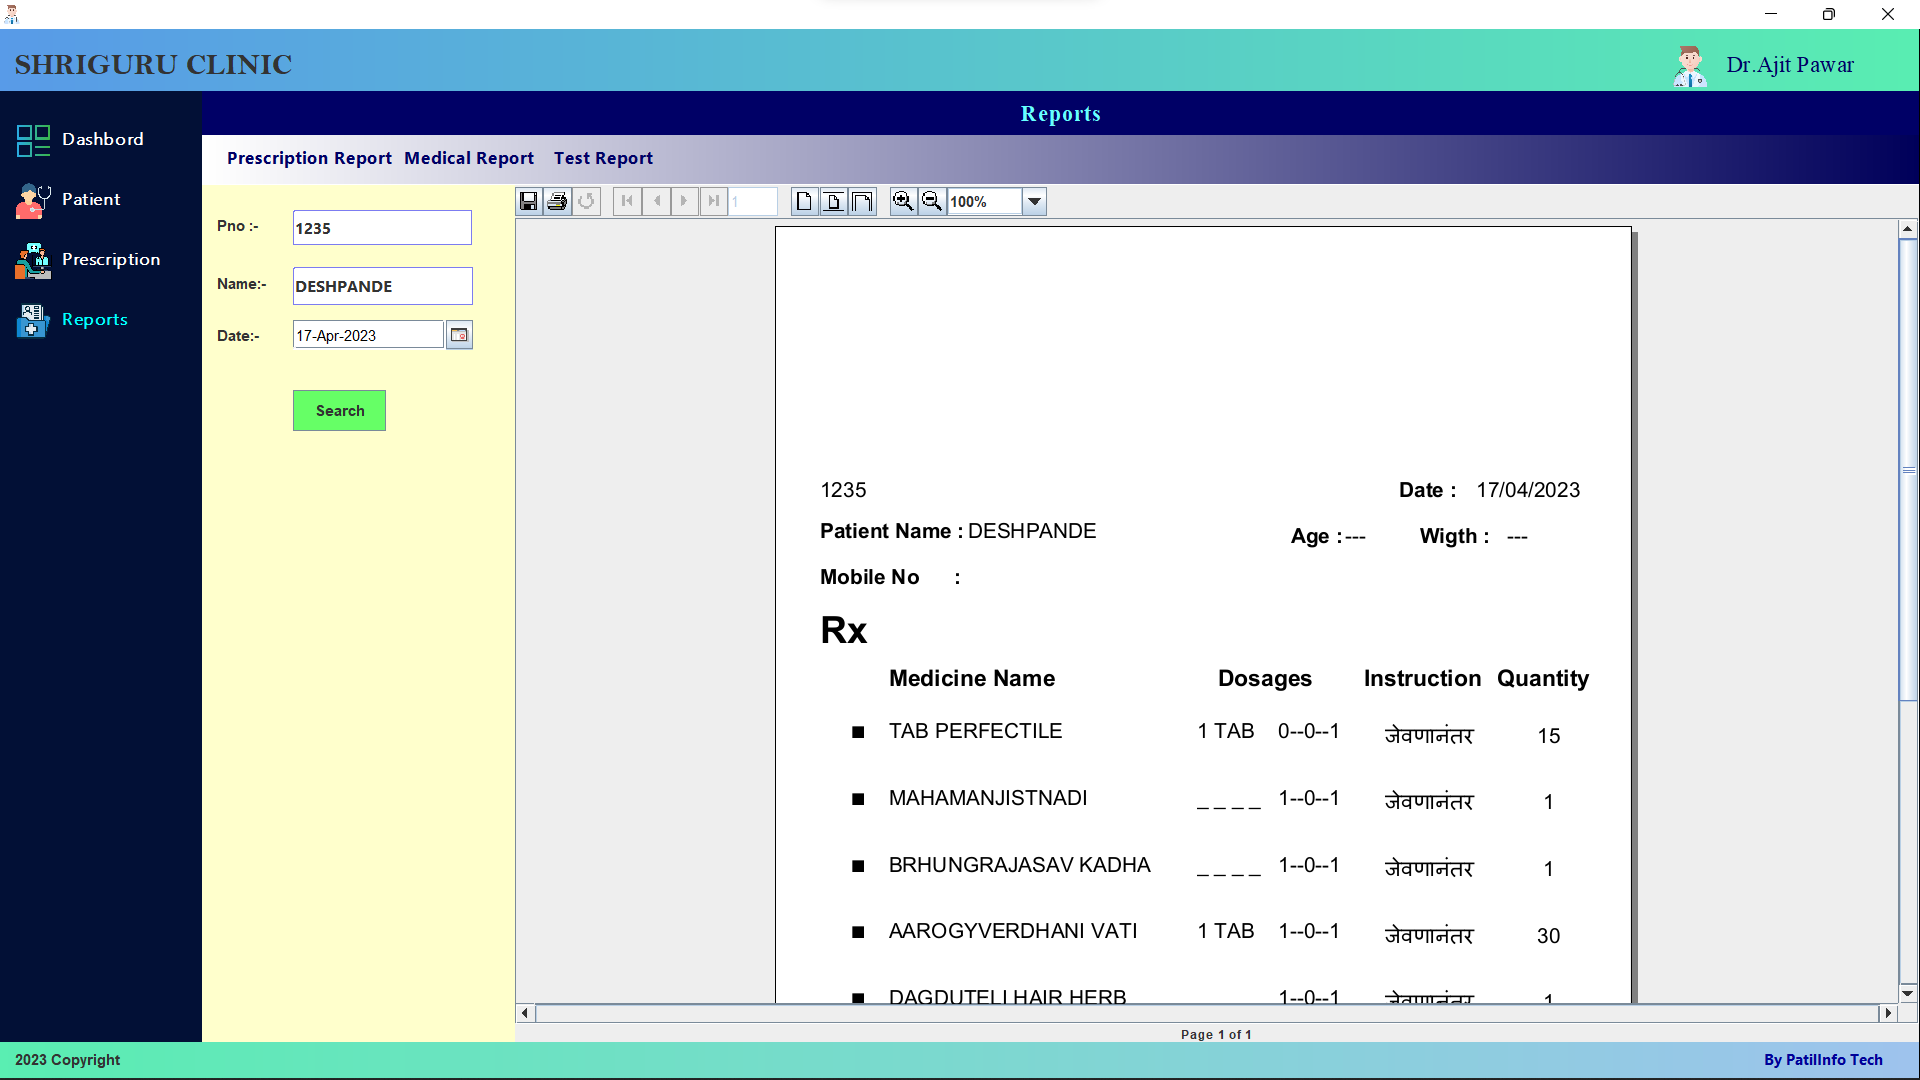 SHRIGURU CLINIC
Dr.Ajit Pawar
Reports
Dashbord
Patient
Prescription
Reports
Prescription Report Medical Report Test Report
Pno :- 1235
Name:- DESHPANDE
Date:- 17-Apr-2023
Search
1
100%
1235 Date : 17/04/2023
Patient Name : DESHPANDE Age : --- Wigth : ---
Mobile No :
Rx
Medicine Name Dosages Instruction Quantity
■ TAB PERFECTILE 1 TAB 0--0--1 जेवणानंतर 15
■ MAHAMANJISTNADI _ _ _ _ 1--0--1 जेवणानंतर 1
■ BRHUNGRAJASAV KADHA _ _ _ _ 1--0--1 जेवणानंतर 1
■ AAROGYVERDHANI VATI 1 TAB 1--0--1 जेवणानंतर 30
■ DAGDUTELI HAIR HERB 1--0--1 जेवणानंतर 1
Page 1 of 1
2023 Copyright
By PatilInfo Tech